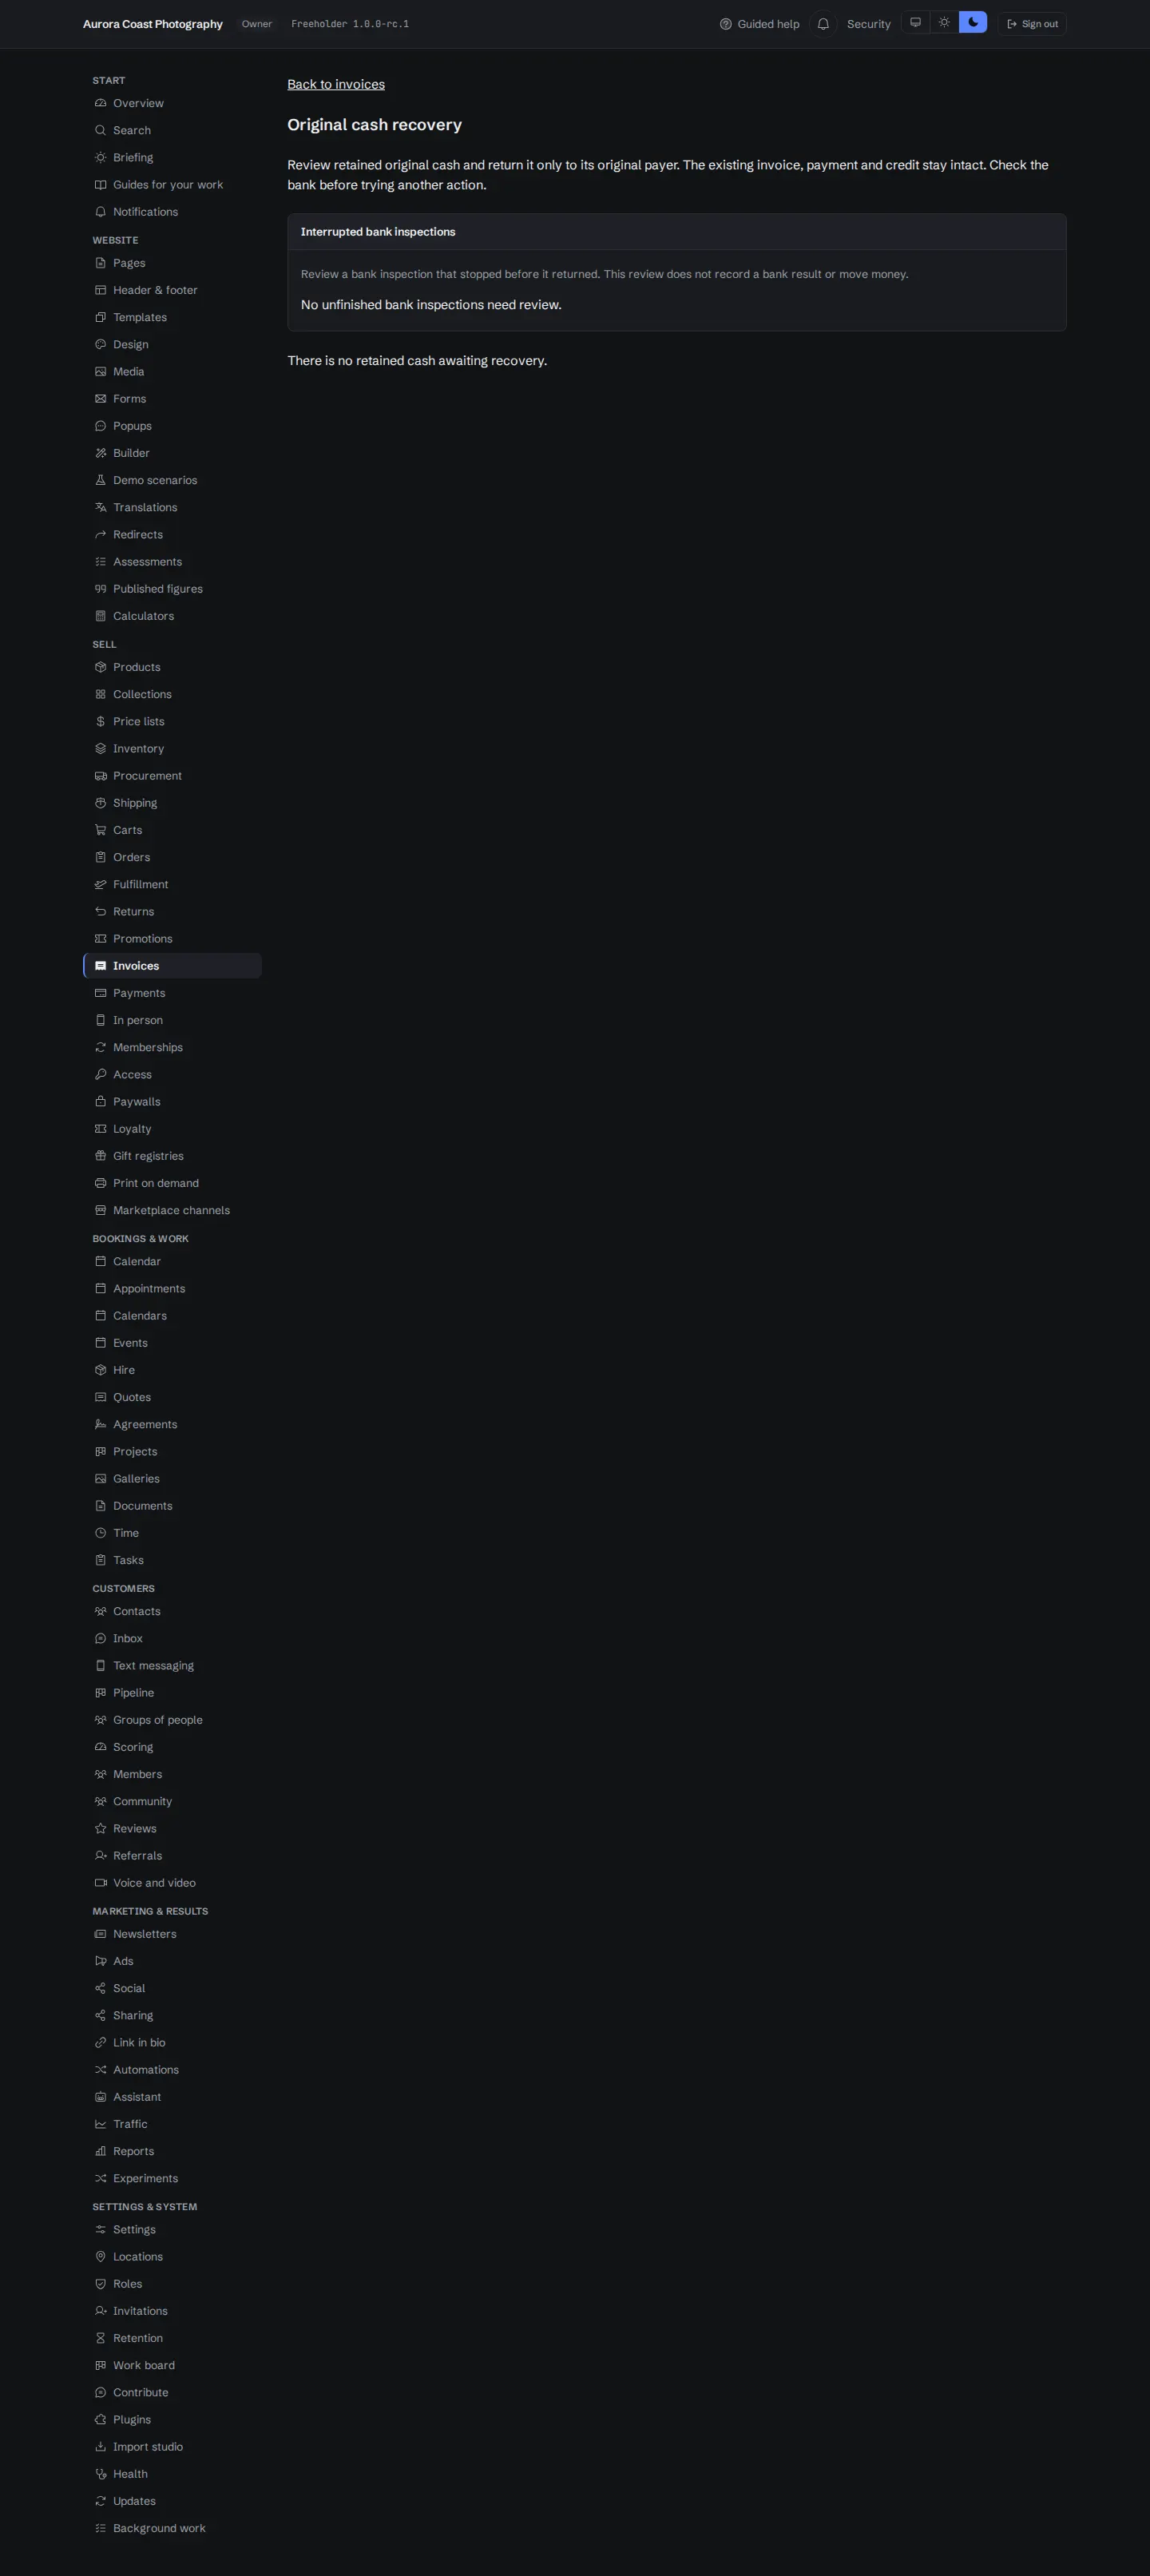 Aurora Coast Photography Owner Freeholder 1.0.0-rc.1 Guided help Security Sign out
START
Overview
Search
Briefing
Guides for your work
Notifications
WEBSITE
Pages
Header & footer
Templates
Design
Media
Forms
Popups
Builder
Demo scenarios
Translations
Redirects
Assessments
Published figures
Calculators
SELL
Products
Collections
Price lists
Inventory
Procurement
Shipping
Carts
Orders
Fulfillment
Returns
Promotions
Invoices
Payments
In person
Memberships
Access
Paywalls
Loyalty
Gift registries
Print on demand
Marketplace channels
BOOKINGS & WORK
Calendar
Appointments
Calendars
Events
Hire
Quotes
Agreements
Projects
Galleries
Documents
Time
Tasks
CUSTOMERS
Contacts
Inbox
Text messaging
Pipeline
Groups of people
Scoring
Members
Community
Reviews
Referrals
Voice and video
MARKETING & RESULTS
Newsletters
Ads
Social
Sharing
Link in bio
Automations
Assistant
Traffic
Reports
Experiments
SETTINGS & SYSTEM
Settings
Locations
Roles
Invitations
Retention
Work board
Contribute
Plugins
Import studio
Health
Updates
Background work
Back to invoices
Original cash recovery
Review retained original cash and return it only to its original payer. The existing invoice, payment and credit stay intact. Check the
bank before trying another action.
Interrupted bank inspections
Review a bank inspection that stopped before it returned. This review does not record a bank result or move money.
No unfinished bank inspections need review.
There is no retained cash awaiting recovery.